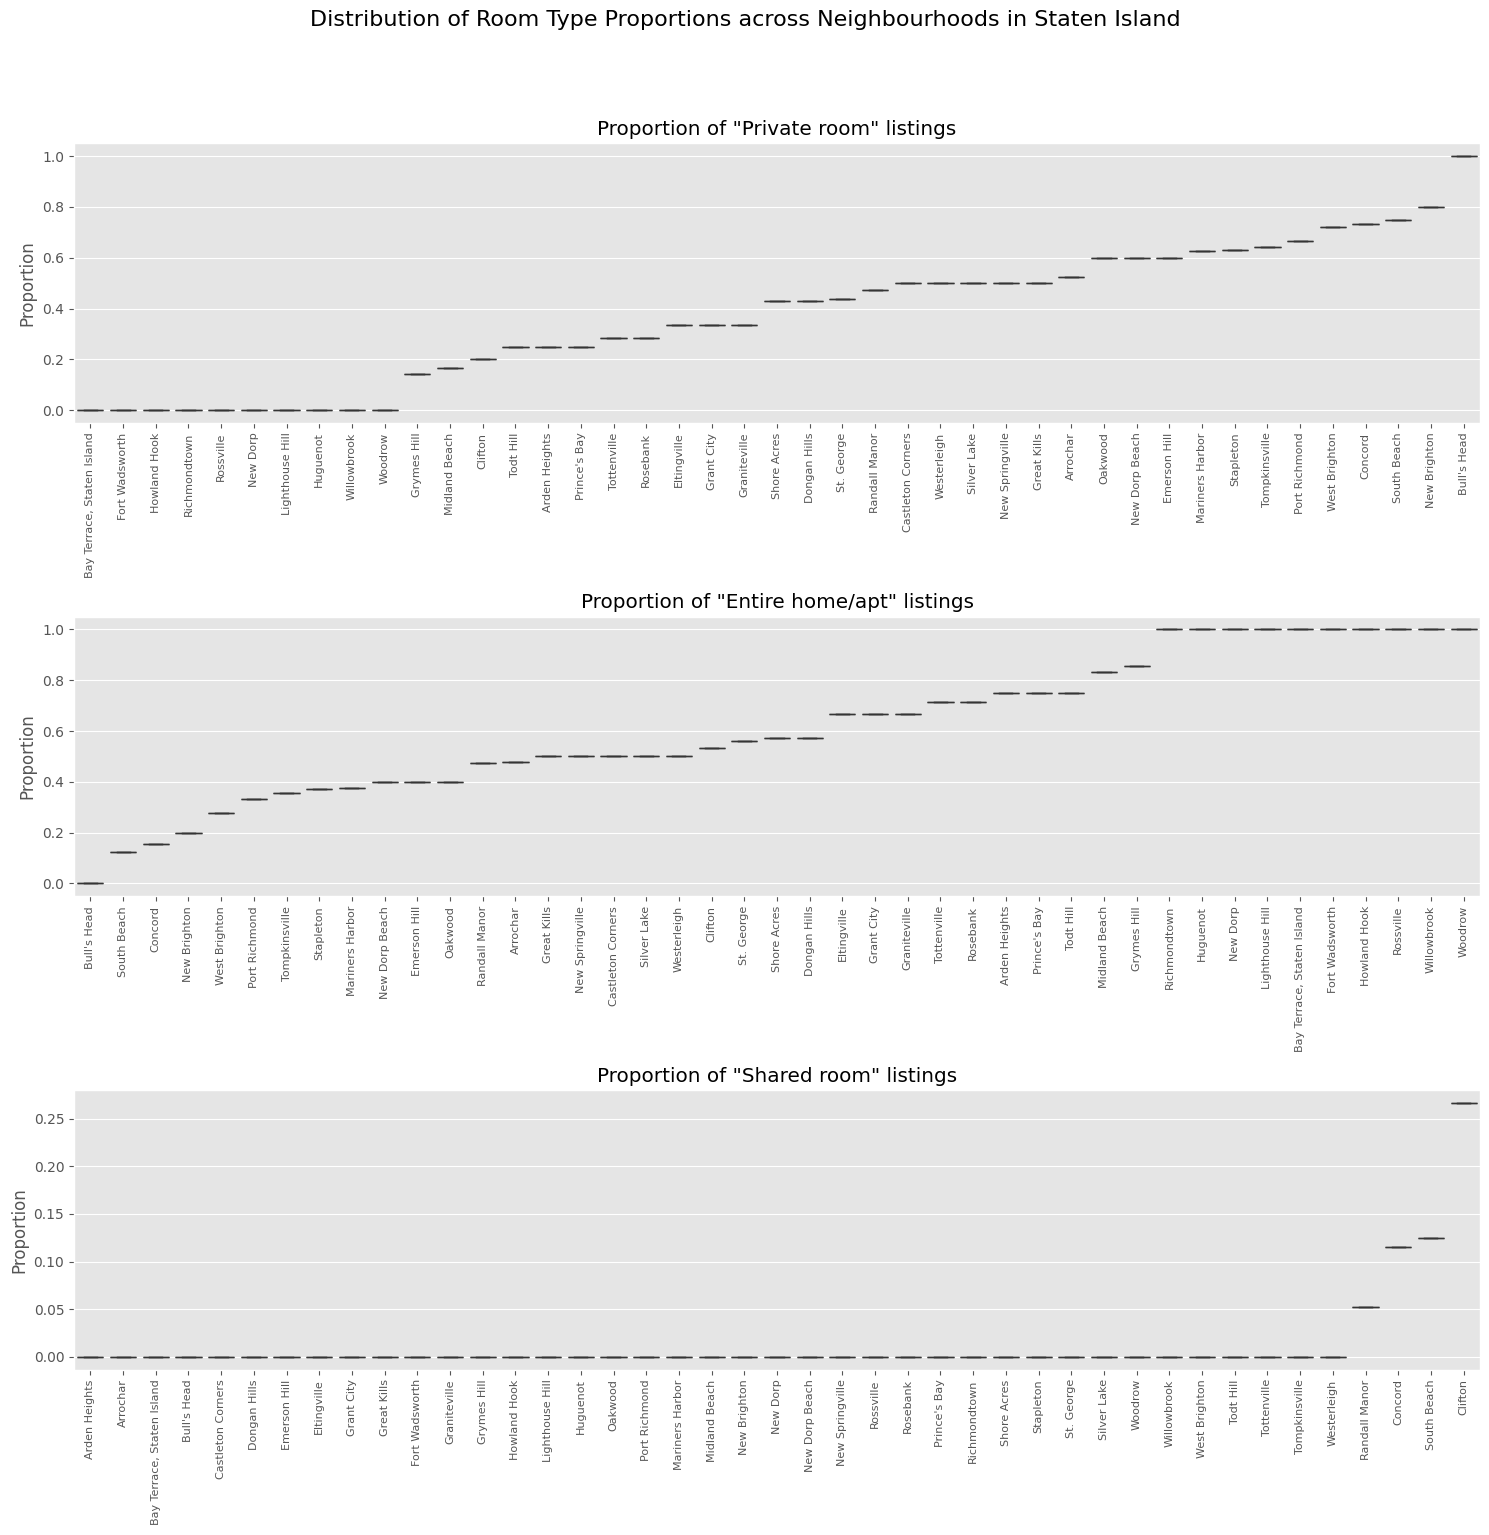 Distribution of Room Type Proportions across Neighbourhoods in Staten Island
Proportion of "Private room" listings
Proportion
1.0
0.8
0.6
0.4
0.2
0.0
Bay Terrace, Staten Island
Fort Wadsworth
Howland Hook
Richmondtown
Rossville
New Dorp
Lighthouse Hill
Huguenot
Willowbrook
Woodrow
Grymes Hill
Midland Beach
Clifton
Todt Hill
Arden Heights
Prince's Bay
Tottenville
Rosebank
Eltingville
Grant City
Graniteville
Shore Acres
Dongan Hills
St. George
Randall Manor
Castleton Corners
Westerleigh
Silver Lake
New Springville
Great Kills
Arrochar
Oakwood
New Dorp Beach
Emerson Hill
Mariners Harbor
Stapleton
Tompkinsville
Port Richmond
West Brighton
Concord
South Beach
New Brighton
Bull's Head
Proportion of "Entire home/apt" listings
Proportion
1.0
0.8
0.6
0.4
0.2
0.0
Bull's Head
South Beach
Concord
New Brighton
West Brighton
Port Richmond
Tompkinsville
Stapleton
Mariners Harbor
New Dorp Beach
Emerson Hill
Oakwood
Randall Manor
Arrochar
Great Kills
New Springville
Castleton Corners
Silver Lake
Westerleigh
Clifton
St. George
Shore Acres
Dongan Hills
Eltingville
Grant City
Graniteville
Tottenville
Rosebank
Arden Heights
Prince's Bay
Todt Hill
Midland Beach
Grymes Hill
Richmondtown
Huguenot
New Dorp
Lighthouse Hill
Bay Terrace, Staten Island
Fort Wadsworth
Howland Hook
Rossville
Willowbrook
Woodrow
Proportion of "Shared room" listings
Proportion
0.25
0.20
0.15
0.10
0.05
0.00
Arden Heights
Arrochar
Bay Terrace, Staten Island
Bull's Head
Castleton Corners
Dongan Hills
Emerson Hill
Eltingville
Grant City
Great Kills
Fort Wadsworth
Graniteville
Grymes Hill
Howland Hook
Lighthouse Hill
Huguenot
Oakwood
Port Richmond
Mariners Harbor
Midland Beach
New Brighton
New Dorp
New Dorp Beach
New Springville
Rossville
Rosebank
Prince's Bay
Richmondtown
Shore Acres
Stapleton
St. George
Silver Lake
Woodrow
Willowbrook
West Brighton
Todt Hill
Tottenville
Tompkinsville
Westerleigh
Randall Manor
Concord
South Beach
Clifton